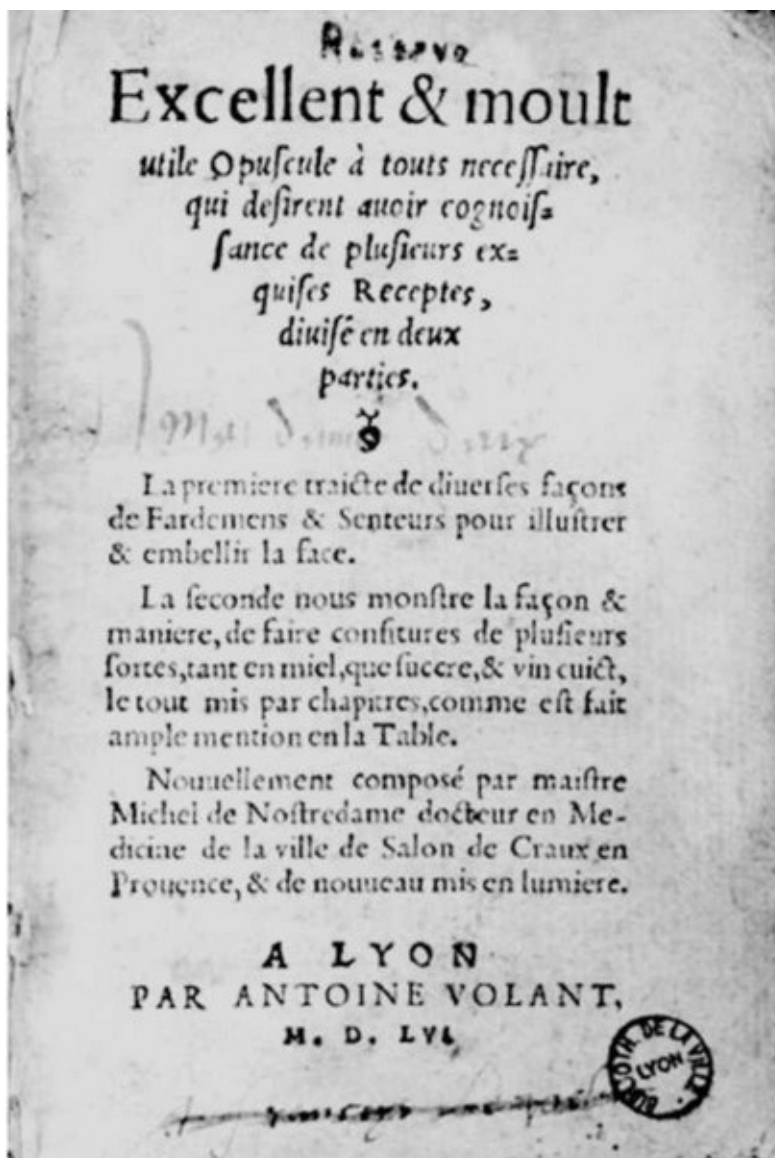 Reserve
Excellent & moult
utile Opuſcule à touts neceſſaire,
qui deſirent auoir cognoiſ=
ſance de pluſieurs ex=
quiſes Receptes,
diuiſé en deux
parties.
La premiere traicte de diuerſes façons
de Fardemens & Senteurs pour illuſtrer
& embellir la face.
La ſeconde nous monſtre la façon &
maniere, de faire confitures de pluſieurs
ſortes, tant en miel, que ſuccre, & vin cuict,
le tout mis par chapitres, comme eſt fait
ample mention en la Table.
Nouuellement compoſé par maiſtre
Michel de Noſtredame docteur en Me-
dicine de la ville de Salon de Craux en
Prouence, & de nouueau mis en lumiere.
A LYON
PAR ANTOINE VOLANT,
M. D. LVI.
BIBLIOTH. DE LA VILLE
LYON